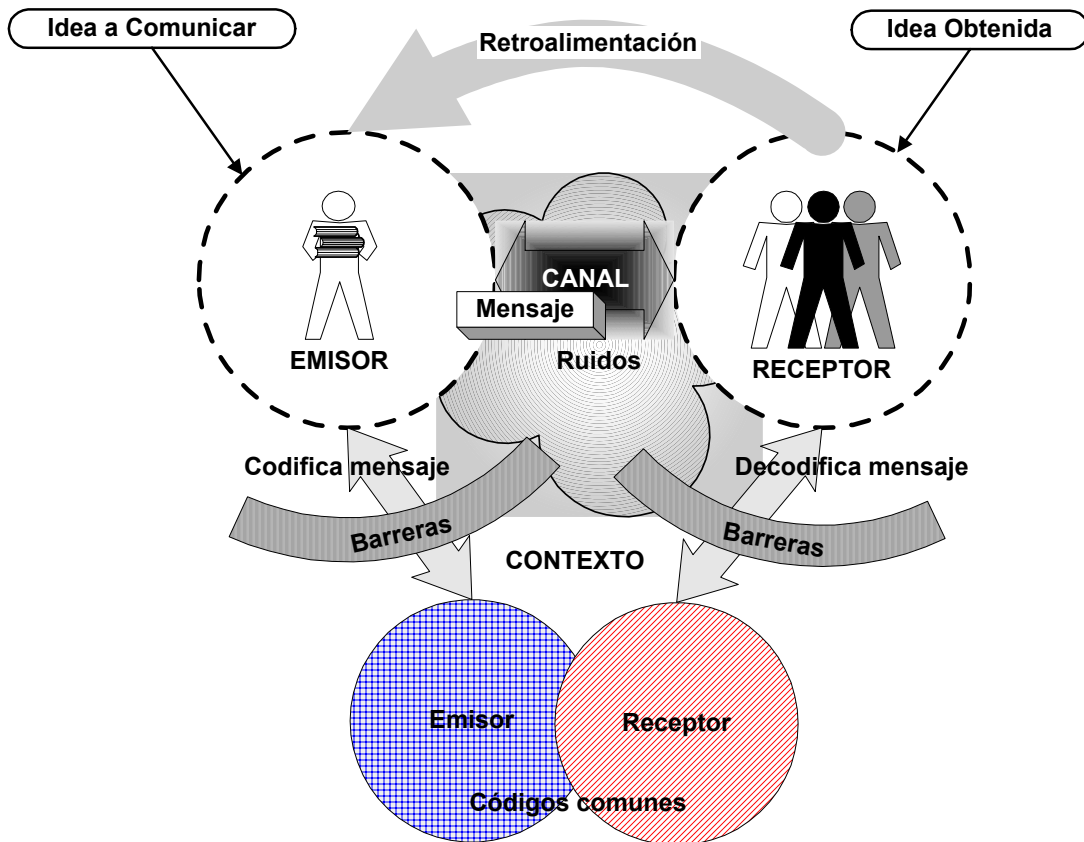 Idea a Comunicar
Idea Obtenida
Retroalimentación
CANAL
Mensaje
EMISOR
Ruidos
RECEPTOR
Codifica mensaje
Decodifica mensaje
Barreras
Barreras
CONTEXTO
Emisor
Receptor
Códigos comunes